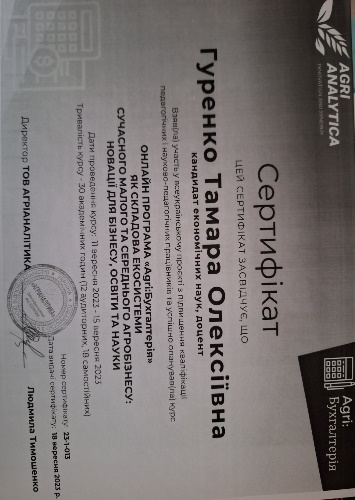 AGRI
ANALYTICA
Agri:
Бухгалтерія
Сертифікат
ЦЕЙ СЕРТИФІКАТ ЗАСВІДЧУЄ, ЩО
Гуренко Тамара Олексіївна
кандидат економічних наук, доцент
Взяв(ла) участь у всеукраїнському проєкті з підвищення кваліфікації
педагогічних і науково-педагогічних працівників та успішно опанував(ла) курс
ОНЛАЙН ПРОГРАМА «Agri:Бухгалтерія»
ЯК СКЛАДОВА ЕКОСИСТЕМИ
СУЧАСНОГО МАЛОГО ТА СЕРЕДНЬОГО АГРОБІЗНЕСУ:
НОВАЦІЇ ДЛЯ БІЗНЕСУ, ОСВІТИ ТА НАУКИ
Дати проведення курсу: 11 вересня 2023 - 15 вересня 2023
Тривалість курсу - 30 академічних годин (12 аудиторних, 18 самостійних)
Номер сертифікату: 23-1-013
Дата видачі сертифікату: 18 вересня 2023 р.
Директор ТОВ АГРІАНАЛІТИКА
Людмила Тимошенко